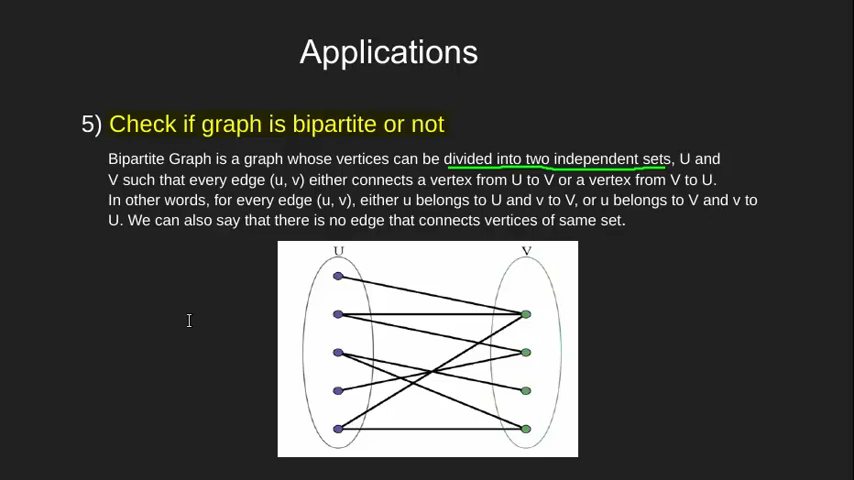 Applications
5) Check if graph is bipartite or not
Bipartite Graph is a graph whose vertices can be divided into two independent sets, U and
V such that every edge (u, v) either connects a vertex from U to V or a vertex from V to U.
In other words, for every edge (u, v), either u belongs to U and v to V, or u belongs to V and v to
U. We can also say that there is no edge that connects vertices of same set.
U V